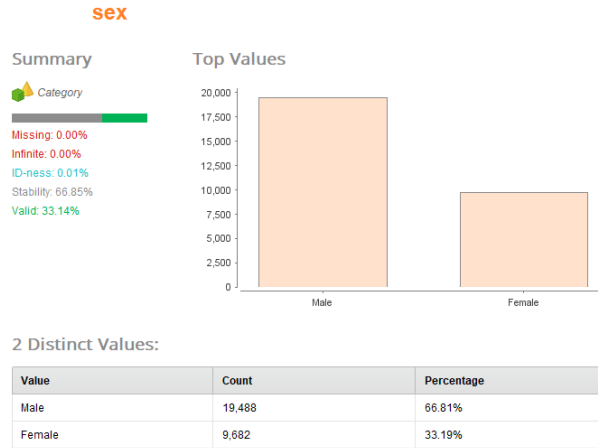 sex
Summary
Category
Missing: 0.00%
Infinite: 0.00%
ID-ness: 0.01%
Stability: 66.85%
Valid: 33.14%
Top Values
20,000
17,500
15,000
12,500
10,000
7,500
5,000
2,500
0
Male Female
2 Distinct Values:
Value Count Percentage
Male 19,488 66.81%
Female 9,682 33.19%